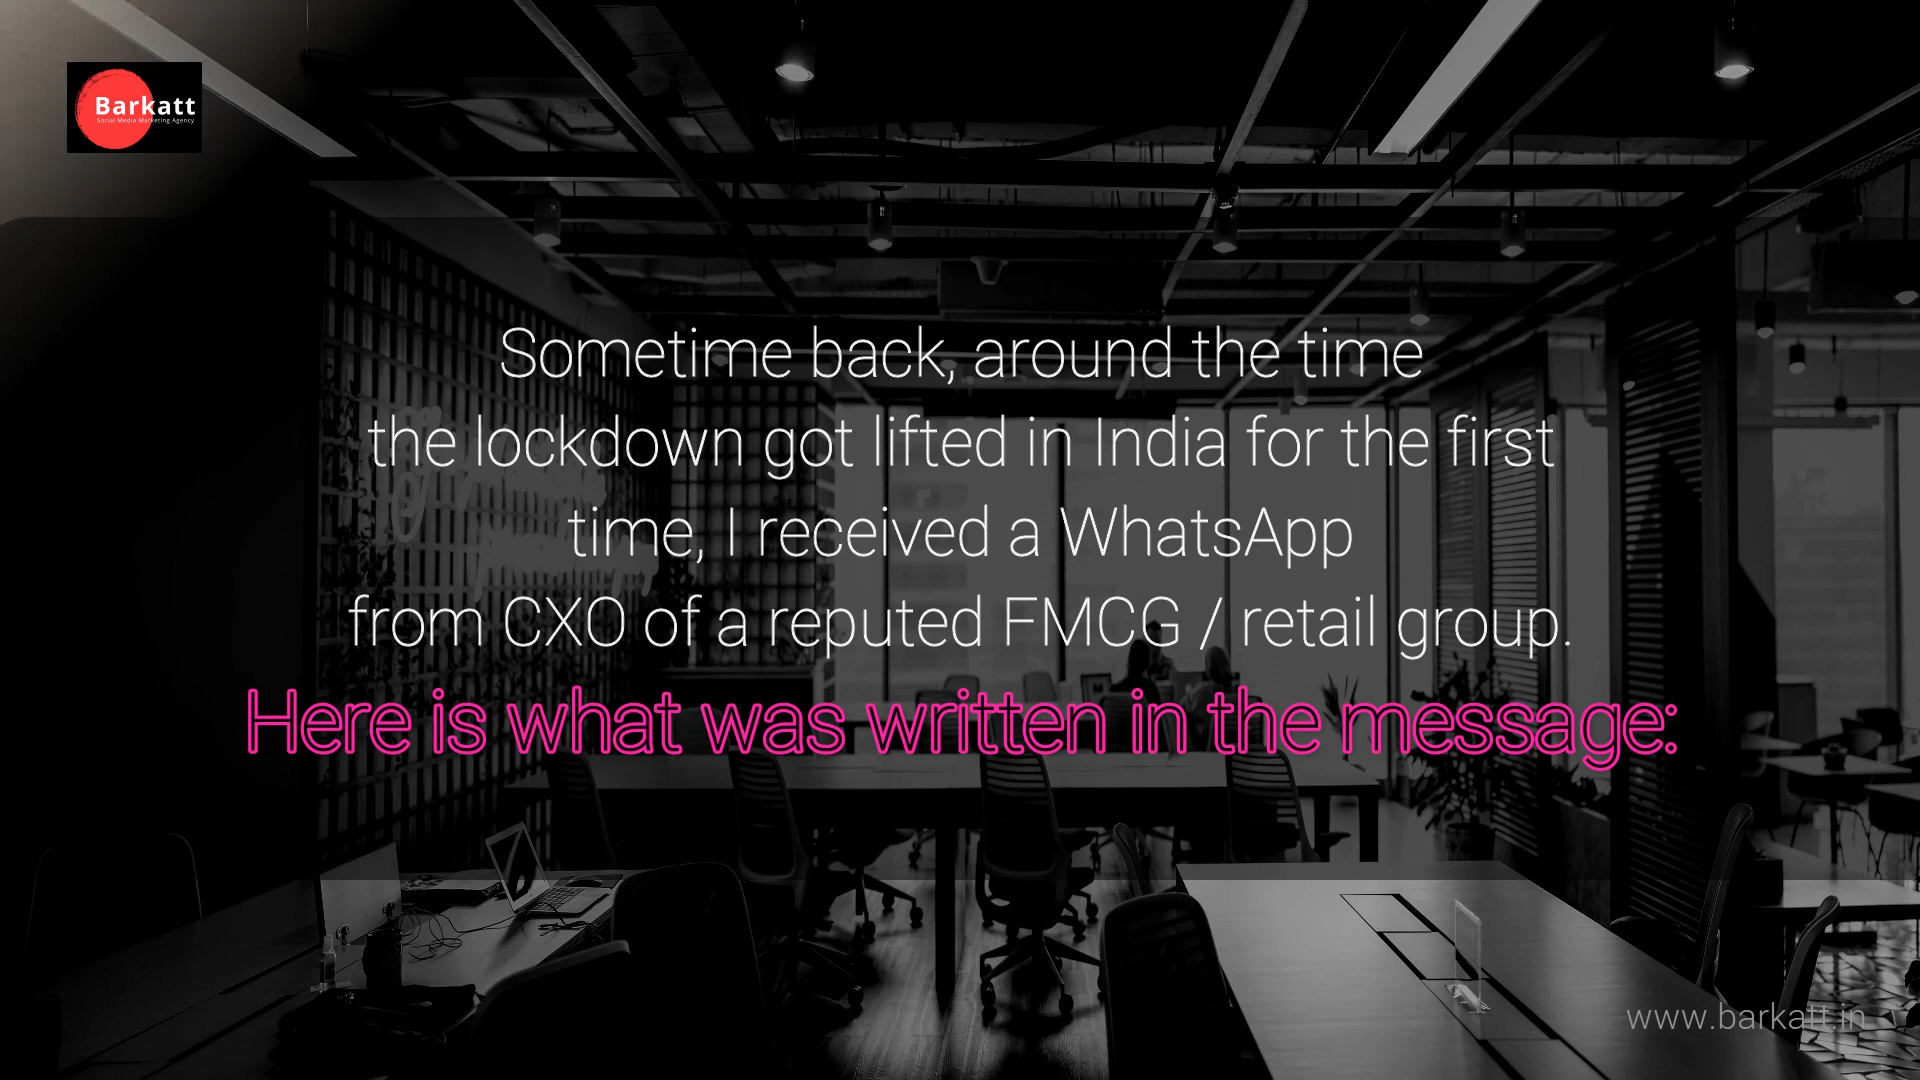 Barkatt
Social Media Marketing Agency
Sometime back, around the time
the lockdown got lifted in India for the first
time, I received a WhatsApp
from CXO of a reputed FMCG / retail group.
Here is what was written in the message:
www.barkatt.in